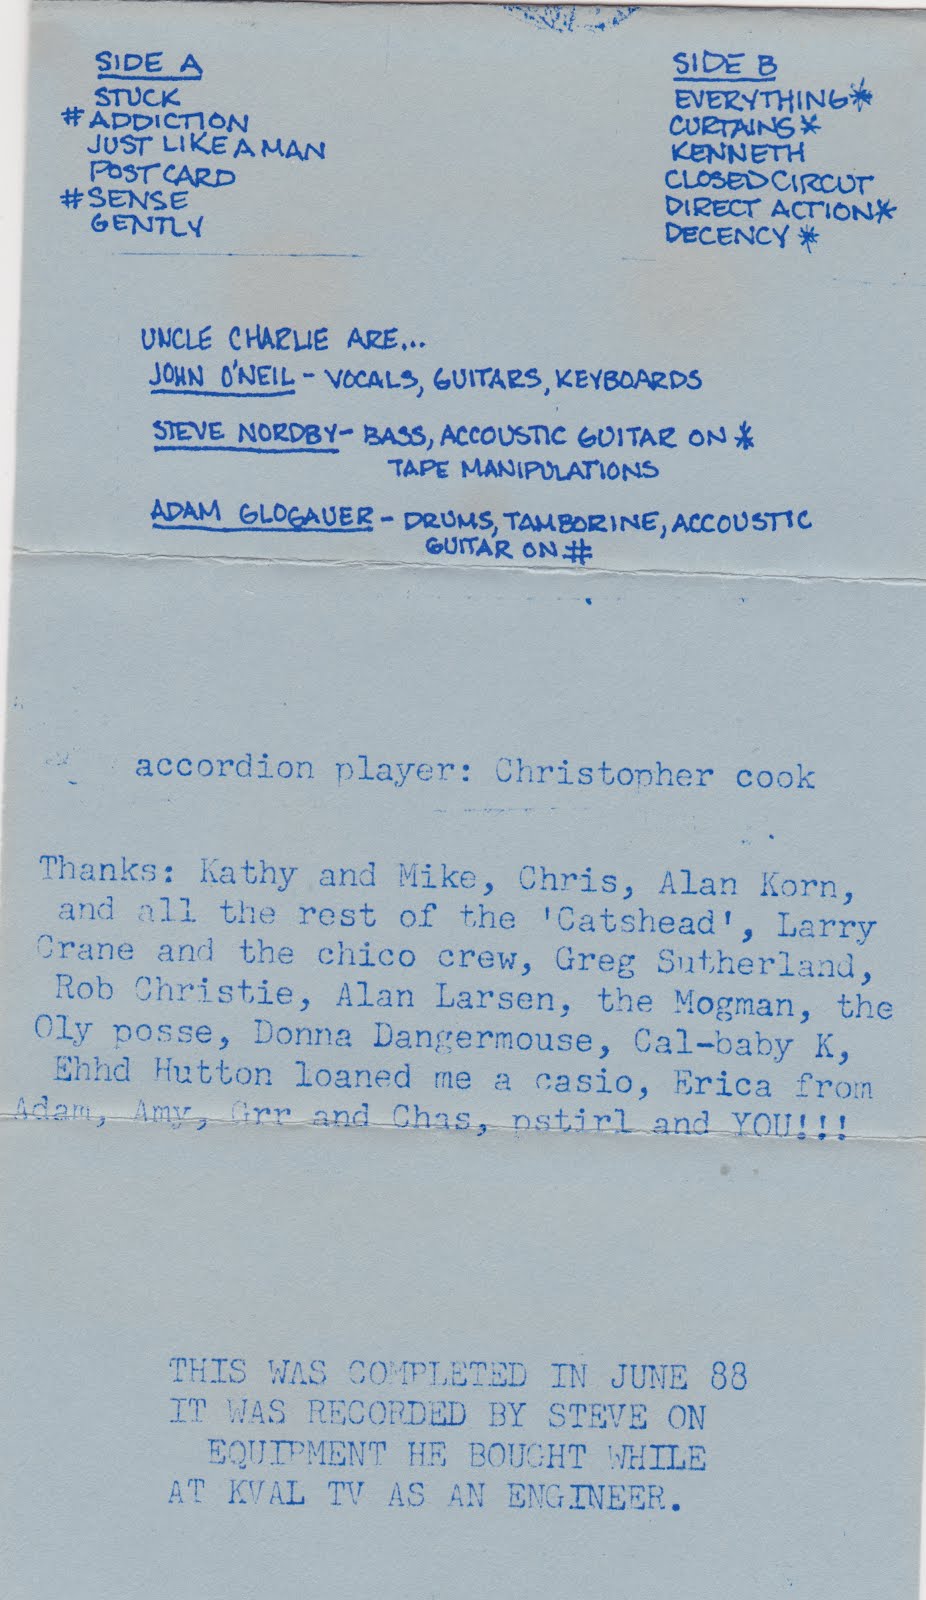 SIDE A
STUCK
#ADDICTION
JUST LIKE A MAN
POSTCARD
#SENSE
GENTLY
SIDE B
EVERYTHING*
CURTAINS*
KENNETH
CLOSED CIRCUT
DIRECT ACTION*
DECENCY*
UNCLE CHARLIE ARE...
JOHN O'NEIL - VOCALS, GUITARS, KEYBOARDS
STEVE NORDBY - BASS, ACCOUSTIC GUITAR ON *
TAPE MANIPULATIONS
ADAM GLOGAUER - DRUMS, TAMBORINE, ACCOUSTIC
GUITAR ON #
accordion player: Christopher cook
Thanks: Kathy and Mike, Chris, Alan Korn,
and all the rest of the 'Catshead', Larry
Crane and the chico crew, Greg Sutherland,
Rob Christie, Alan Larsen, the Mogman, the
Oly posse, Donna Dangermouse, Cal-baby K,
Ehhd Hutton loaned me a casio, Erica from
Adam, Amy, Grr and Chas, pstirl and YOU!!!
THIS WAS COMPLETED IN JUNE 88
IT WAS RECORDED BY STEVE ON
EQUIPMENT HE BOUGHT WHILE
AT KVAL TV AS AN ENGINEER.